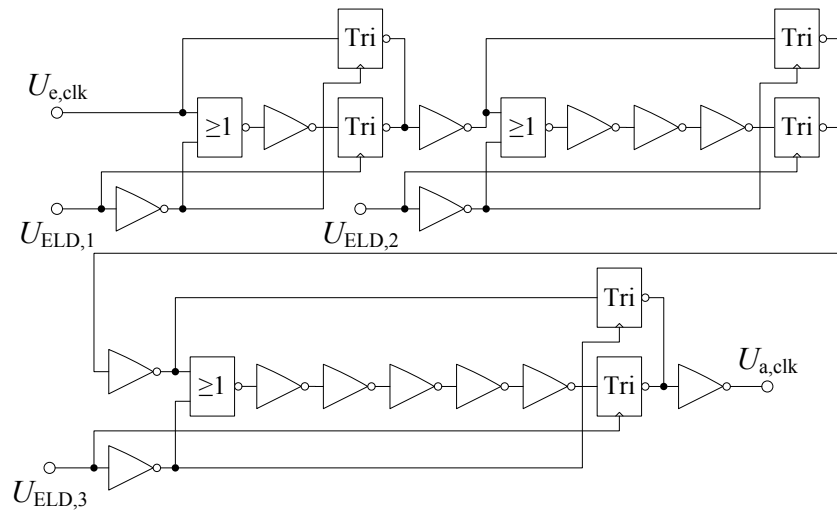 Tri Tri
U_e,clk
≥1 Tri ≥1 Tri
U_ELD,1 U_ELD,2
Tri
U_a,clk
≥1 Tri
U_ELD,3